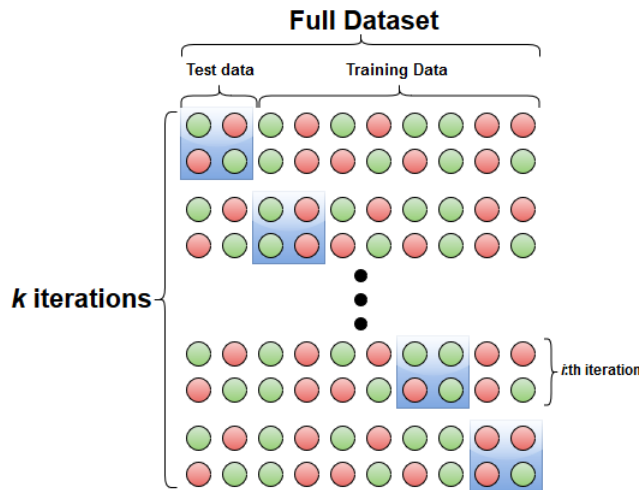 Full Dataset
Test data
Training Data
k iterations
i:th iteration